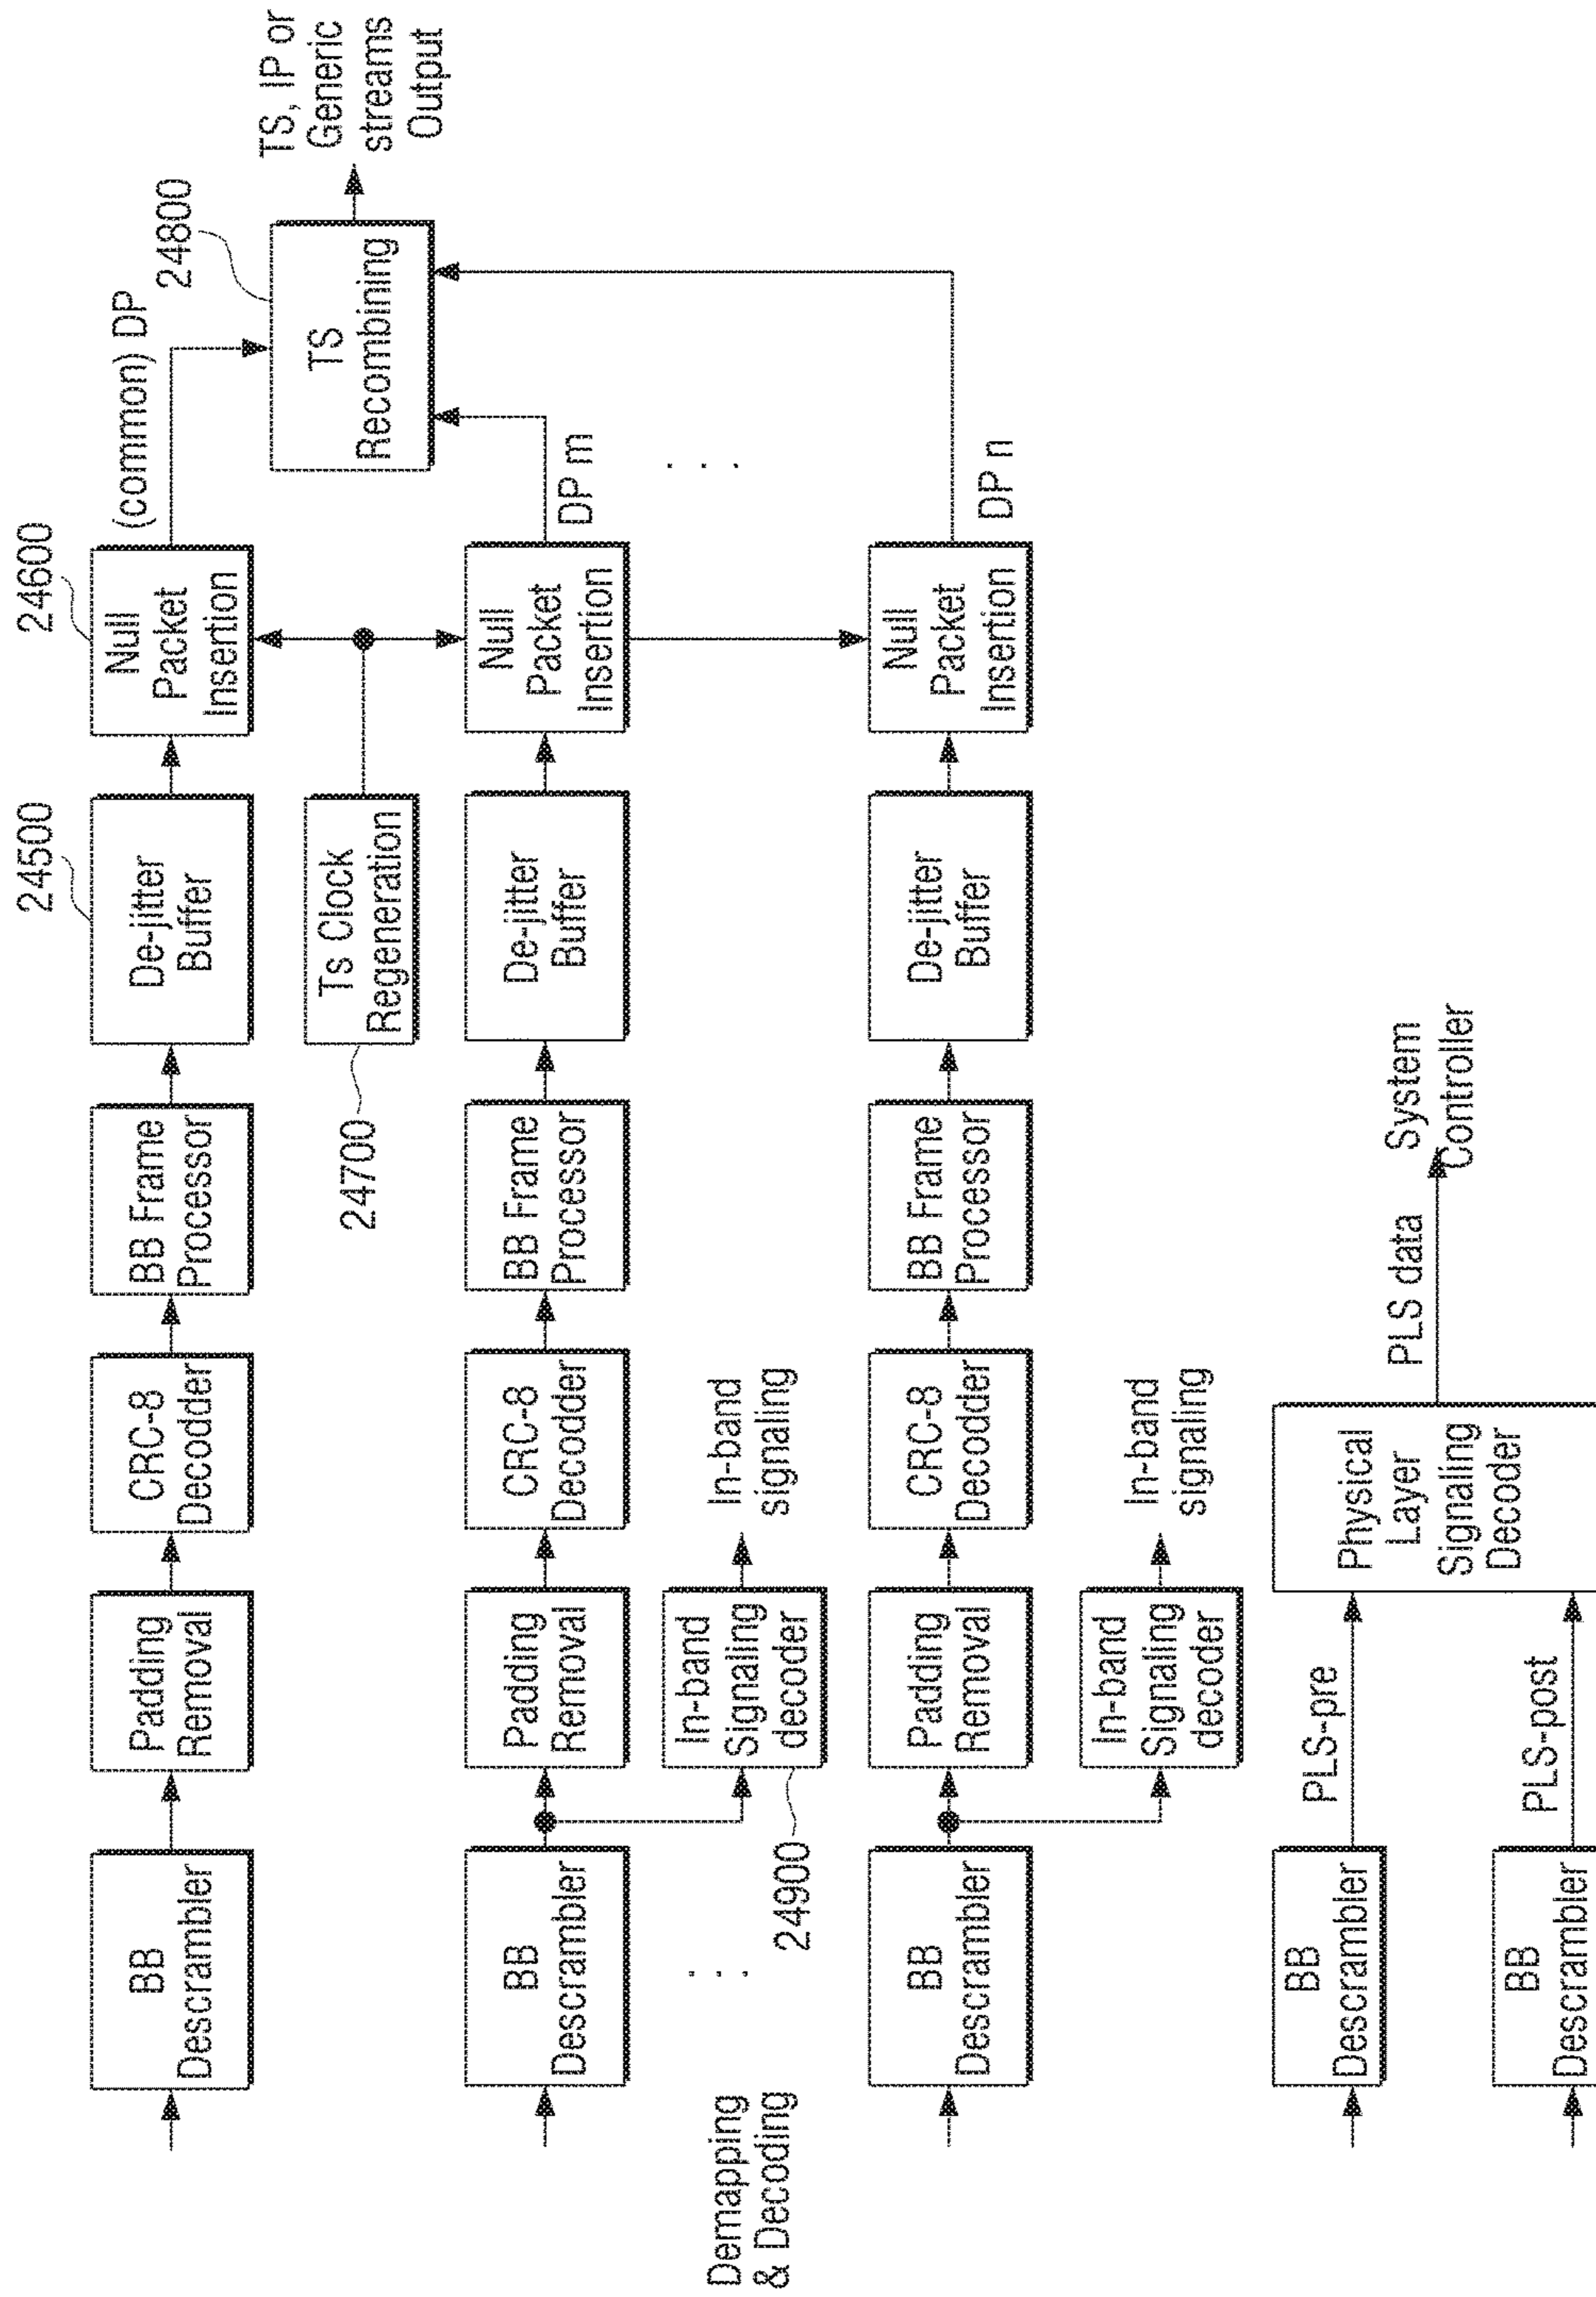 24500
24600
24800
BB
Descrambler
Padding
Removal
CRC-8
Decodder
BB Frame
Processor
De-jitter
Buffer
Null
Packet
Insertion
(common) DP
TS
Recombining
TS, IP or
Generic
streams
Output
24700
Ts Clock
Regeneration
BB
Descrambler
Padding
Removal
CRC-8
Decodder
BB Frame
Processor
De-jitter
Buffer
Null
Packet
Insertion
DP m
. . .
24900
In-band
Signaling
decoder
In-band
signaling
. . .
Demapping
& Decoding
BB
Descrambler
Padding
Removal
CRC-8
Decodder
BB Frame
Processor
De-jitter
Buffer
Null
Packet
Insertion
DP n
In-band
Signaling
decoder
In-band
signaling
BB
Descrambler
PLS-pre
Physical
Layer
Signaling
Decoder
PLS data
System
Controller
BB
Descrambler
PLS-post